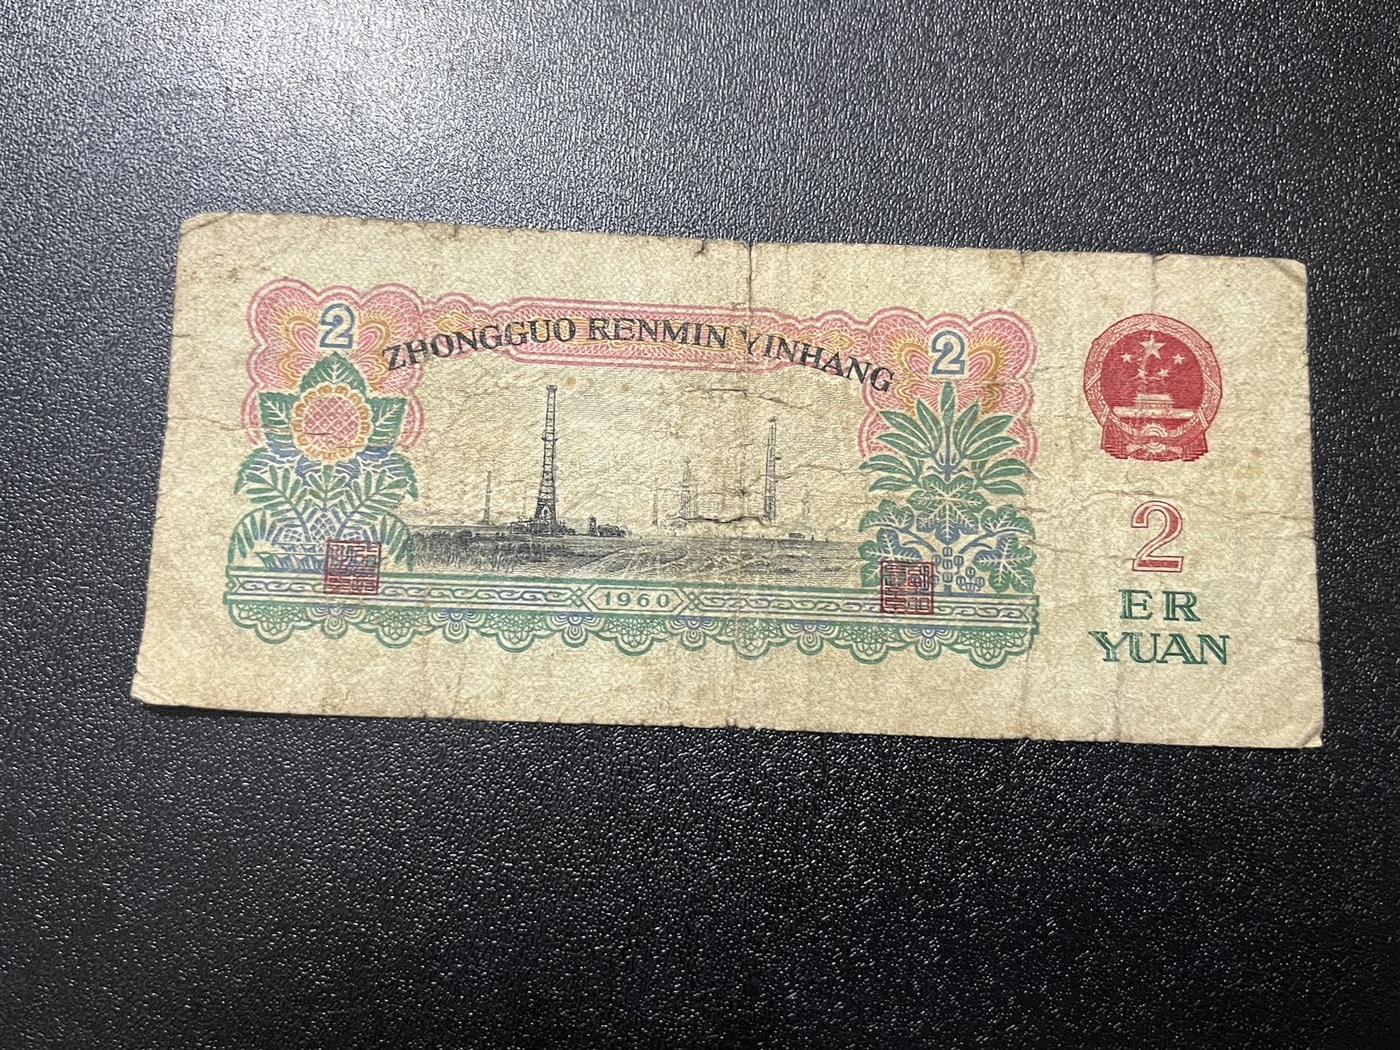 2
ZHONGGUO RENMIN YINHANG
2
1960
2
ER
YUAN